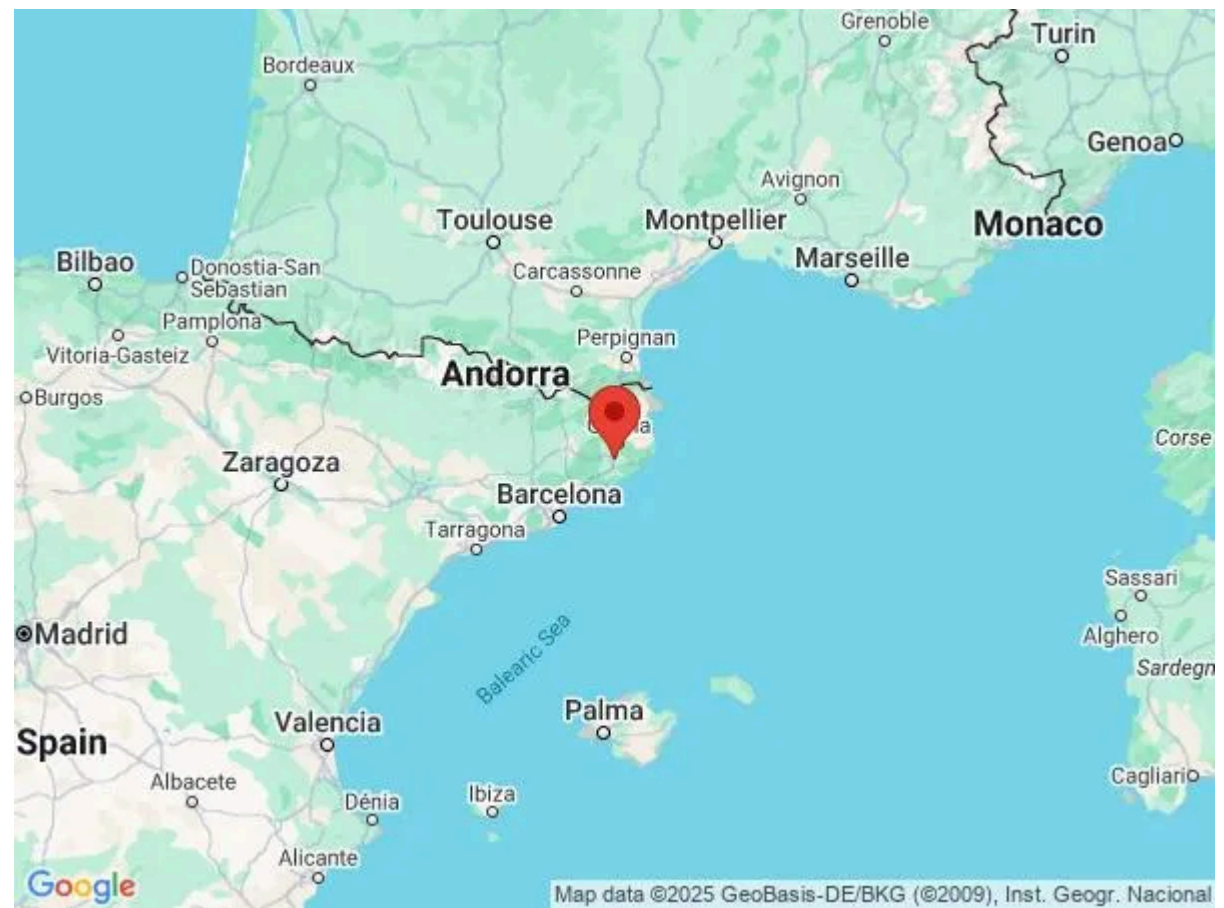 Grenoble
Turin
Bordeaux
Genoa
Avignon
Toulouse
Montpellier
Monaco
Bilbao
Donostia-San
Sebastian
Carcassonne
Marseille
Pamplona
Perpignan
Vitoria-Gasteiz
Andorra
Burgos
Corse
Zaragoza
Barcelona
Tarragona
Sassari
Madrid
Alghero
Balearic Sea
Sardegn
Palma
Valencia
Spain
Albacete
Cagliari
Ibiza
Dénia
Alicante
Google
Map data ©2025 GeoBasis-DE/BKG (©2009), Inst. Geogr. Nacional